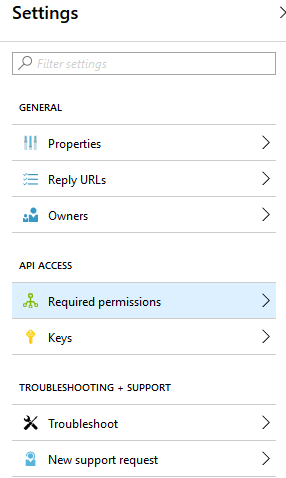 Settings
Filter settings
GENERAL
Properties
Reply URLs
Owners
API ACCESS
Required permissions
Keys
TROUBLESHOOTING + SUPPORT
Troubleshoot
New support request